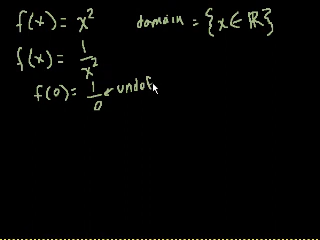 f(x) = x² domain = {x ∈ ℝ}
f(x) = 1/x²
f(0) = 1/0 ← undef